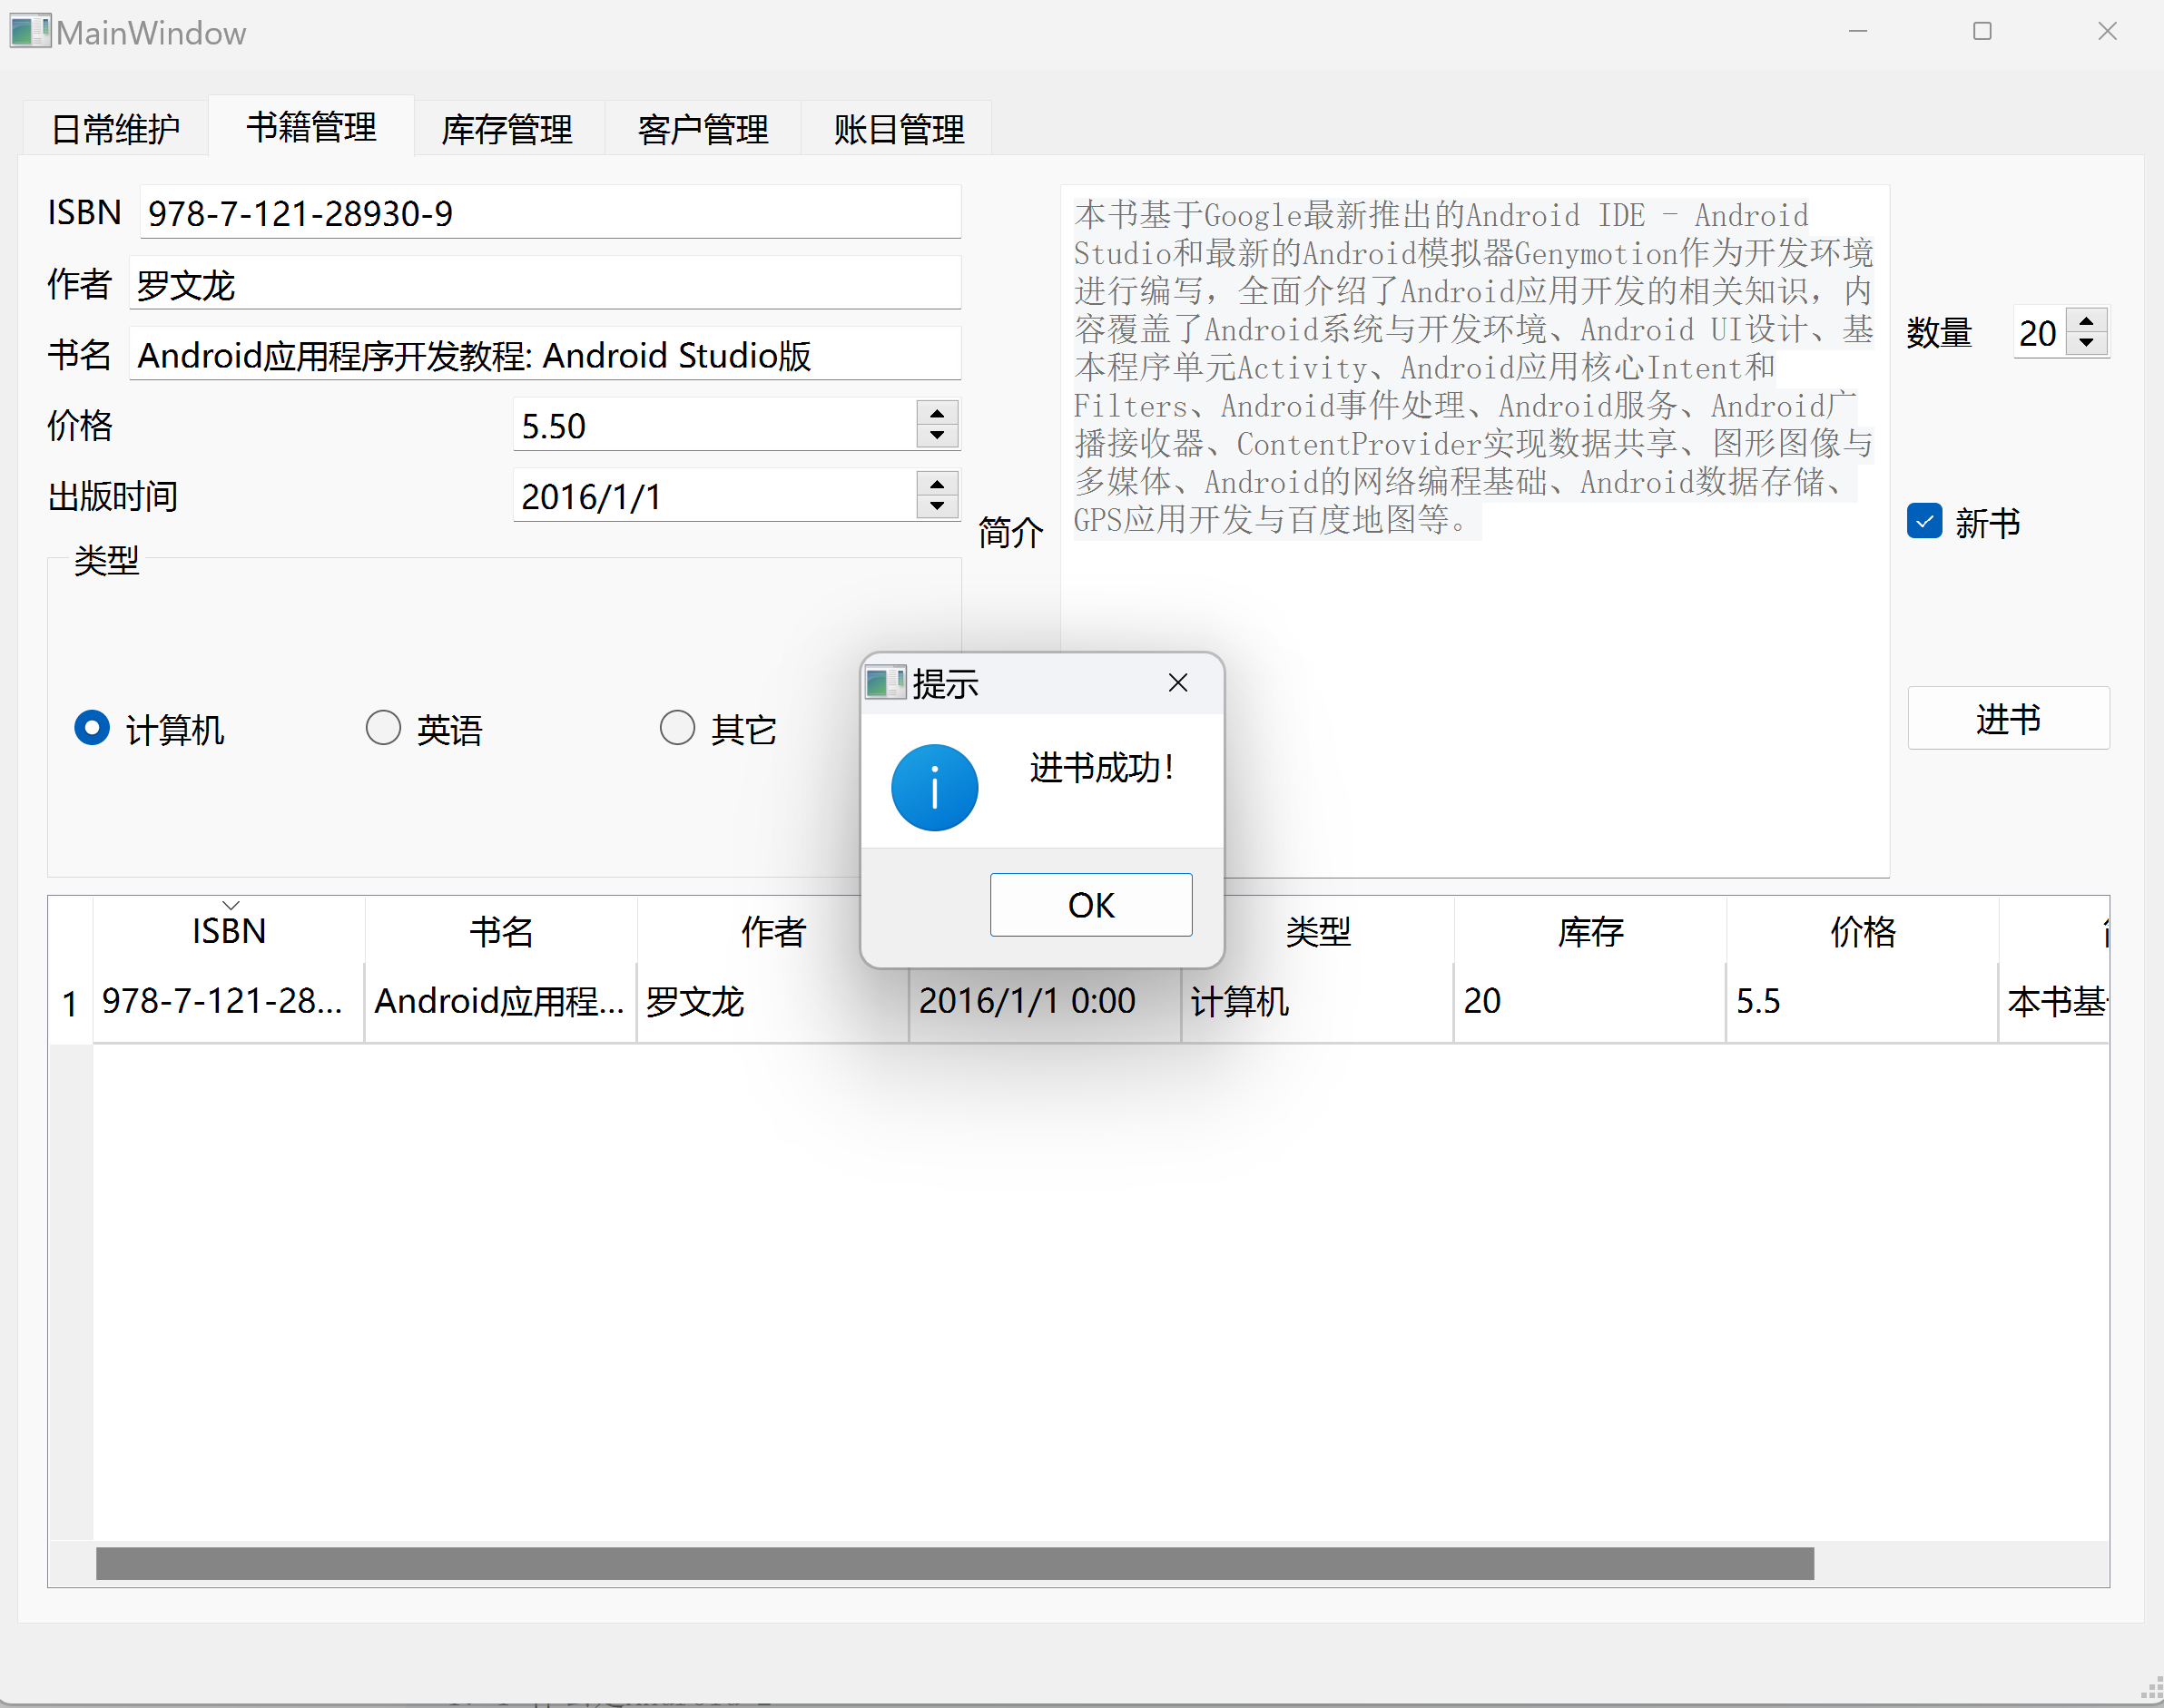 MainWindow
日常维护 书籍管理 库存管理 客户管理 账目管理
ISBN 978-7-121-28930-9
作者 罗文龙
书名 Android应用程序开发教程: Android Studio版
价格 5.50
出版时间 2016/1/1
类型
计算机 英语 其它
简介
本书基于Google最新推出的Android IDE - Android
Studio和最新的Android模拟器Genymotion作为开发环境
进行编写，全面介绍了Android应用开发的相关知识，内
容覆盖了Android系统与开发环境、Android UI设计、基
本程序单元Activity、Android应用核心Intent和
Filters、Android事件处理、Android服务、Android广
播接收器、ContentProvider实现数据共享、图形图像与
多媒体、Android的网络编程基础、Android数据存储、
GPS应用开发与百度地图等。
数量 20
新书
进书
提示
进书成功！
OK
ISBN 书名 作者 类型 库存 价格
1 978-7-121-28... Android应用程... 罗文龙 2016/1/1 0:00 计算机 20 5.5 本书基